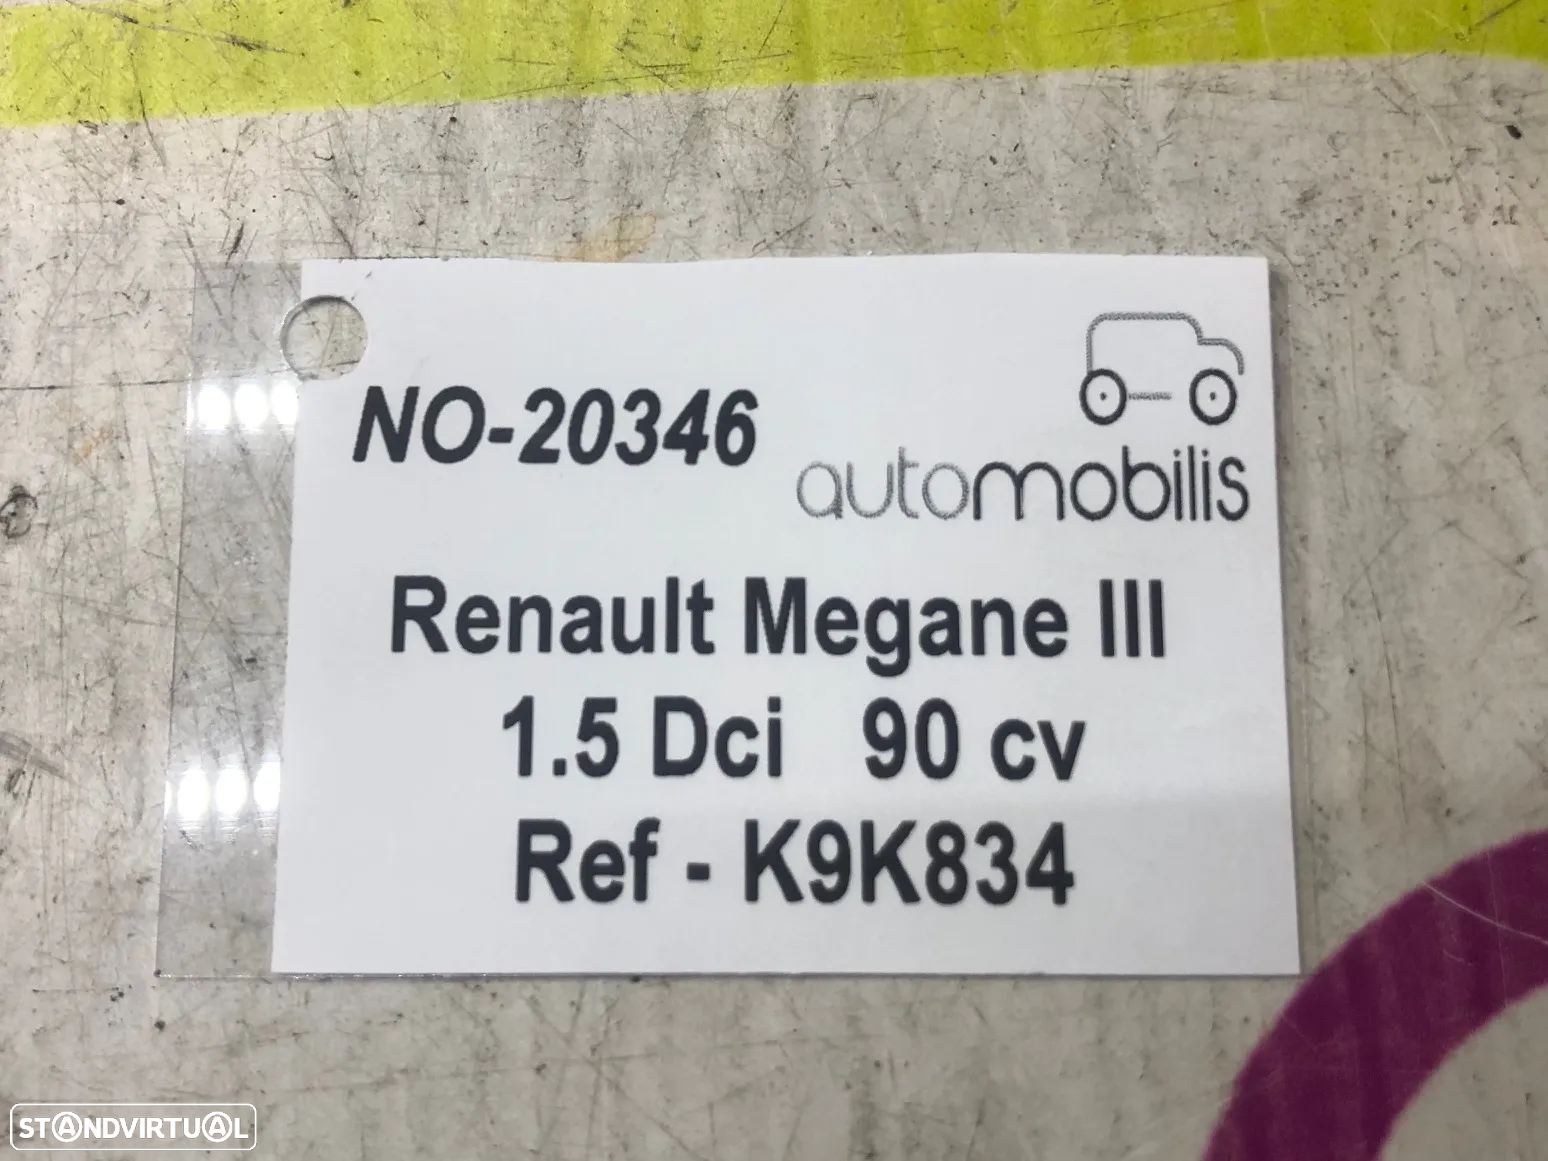 NO-20346
automobilis
Renault Megane III
1.5 Dci 90 cv
Ref - K9K834
STANDVIRTUAL